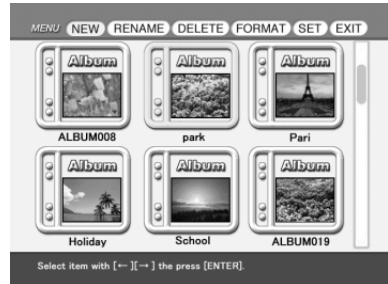 MENU NEW RENAME DELETE FORMAT SET EXIT
Album Album Album
ALBUM008 park Pari
Album Album Album
Holiday School ALBUM019
Select item with [← ][→ ] the press [ENTER].